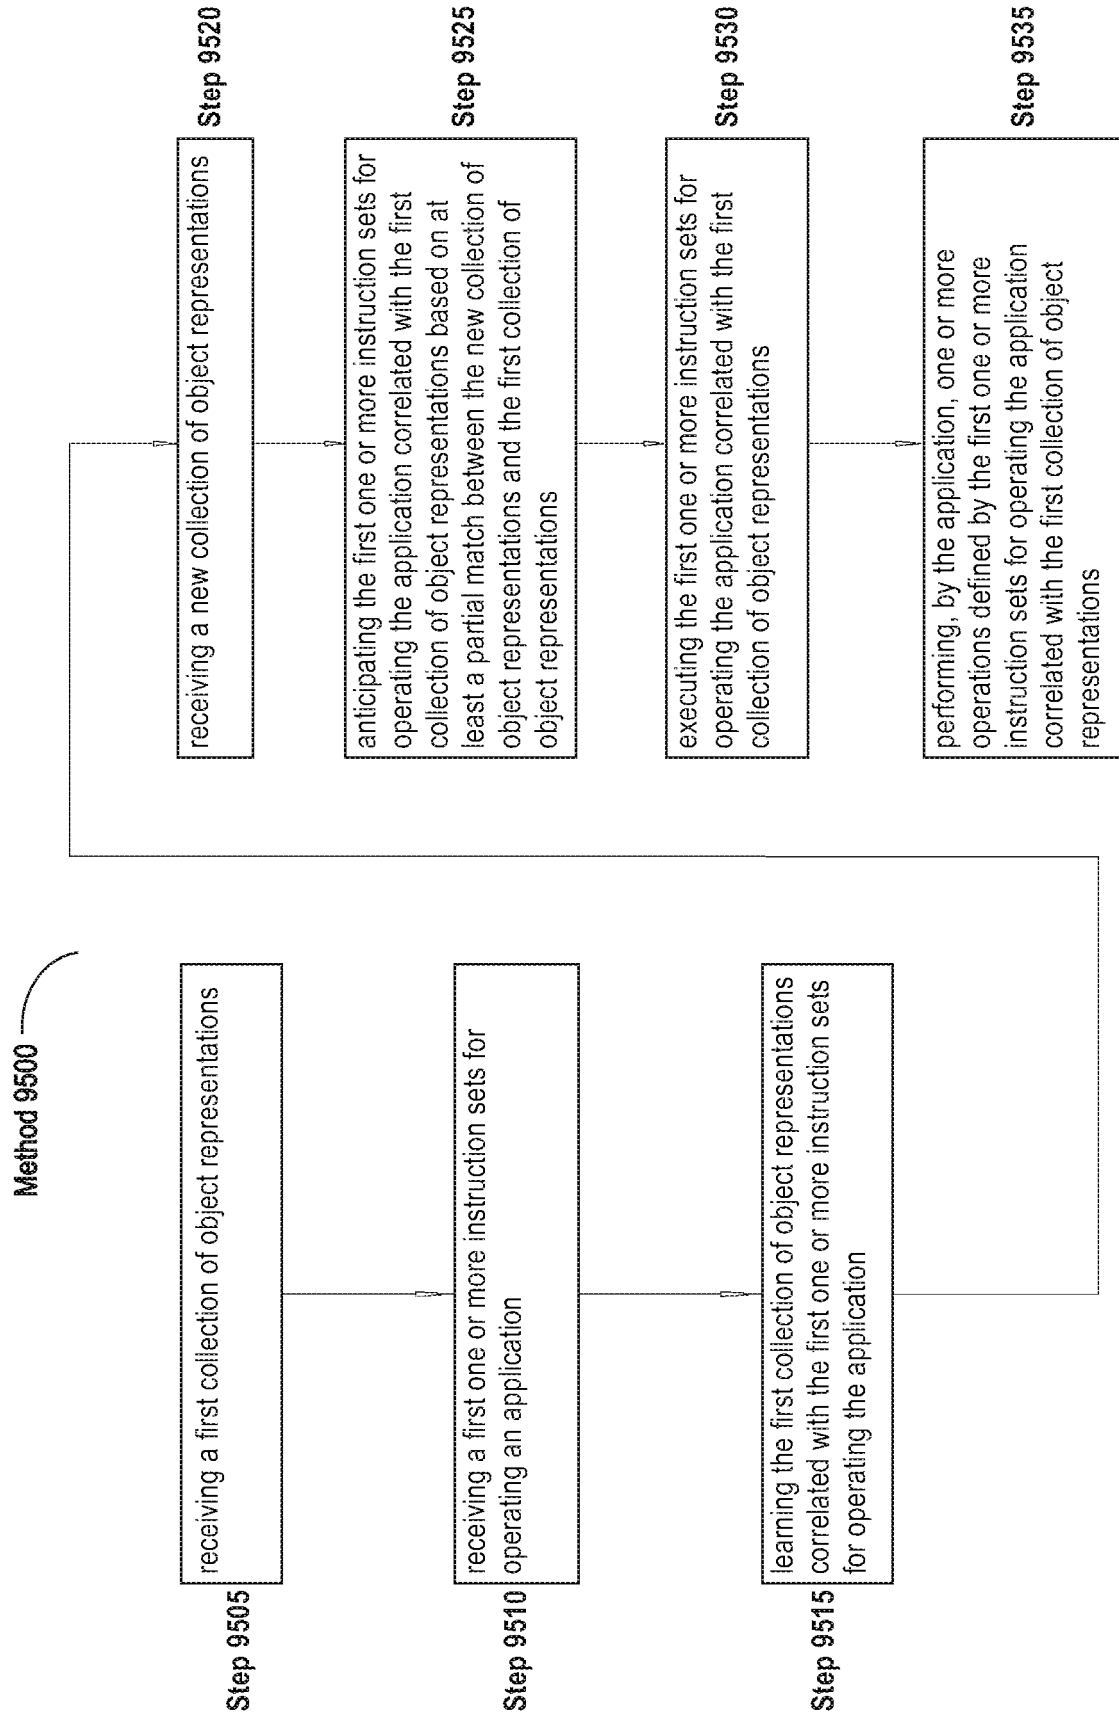 Method 9500
Step 9505
receiving a first collection of object representations
Step 9510
receiving a first one or more instruction sets for
operating an application
Step 9515
learning the first collection of object representations
correlated with the first one or more instruction sets
for operating the application
Step 9520
receiving a new collection of object representations
Step 9525
anticipating the first one or more instruction sets for
operating the application correlated with the first
collection of object representations based on at
least a partial match between the new collection of
object representations and the first collection of
object representations
Step 9530
executing the first one or more instruction sets for
operating the application correlated with the first
collection of object representations
Step 9535
performing, by the application, one or more
operations defined by the first one or more
instruction sets for operating the application
correlated with the first collection of object
representations